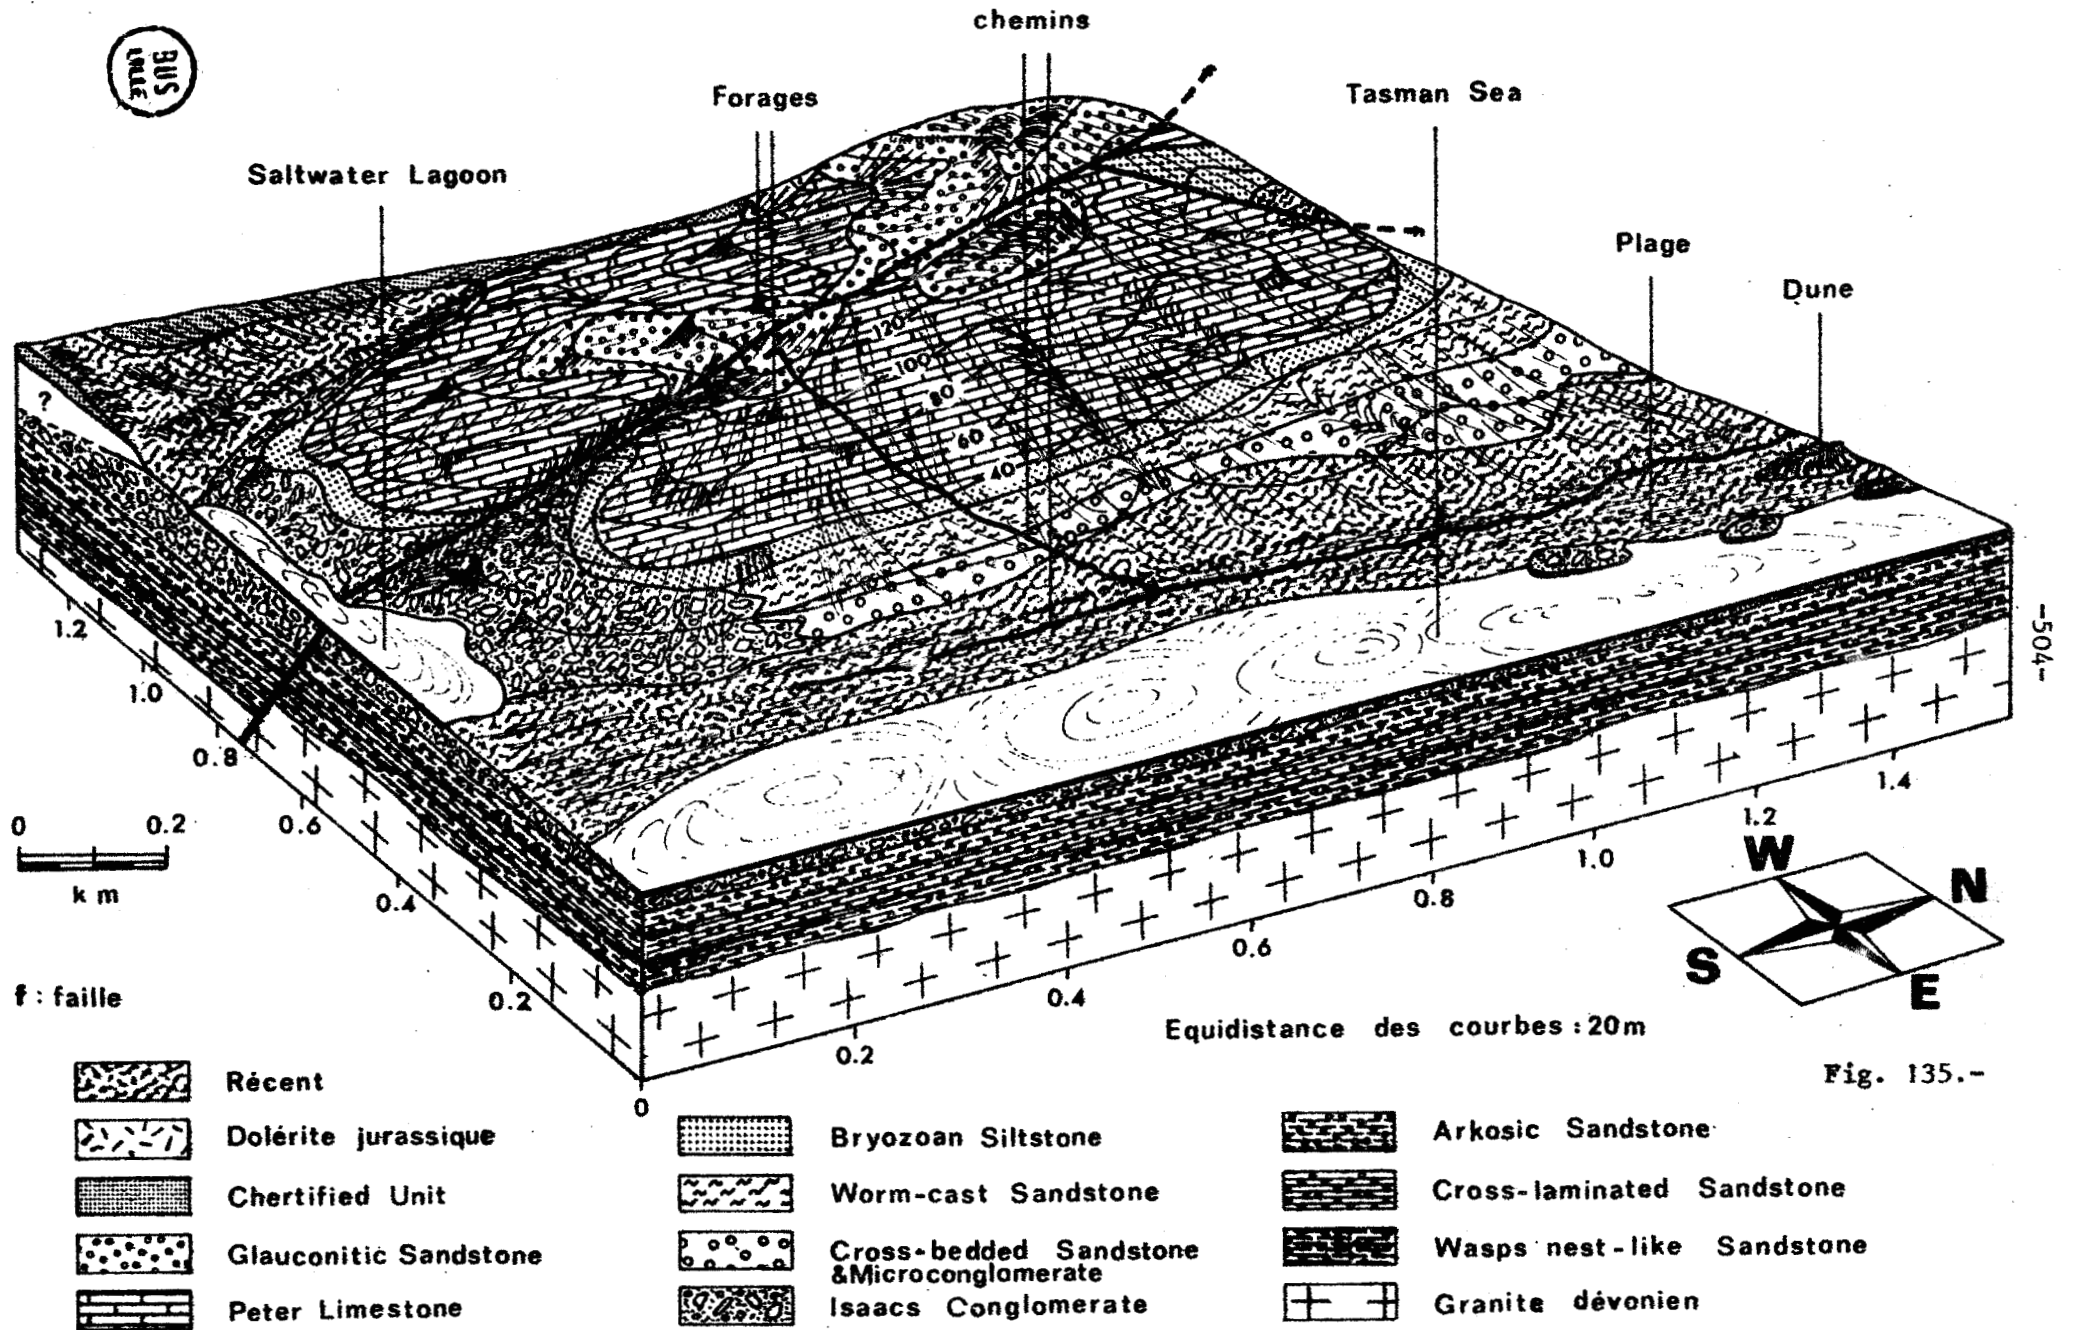 chemins
BUS
LILLE
Forages
f
Tasman Sea
Saltwater Lagoon
Plage
Dune
f
120
100
80
60
40
?
1.2
1.0
0.8
0.6
0.4
0.2
0
0.2
0.4
0.6
0.8
1.0
1.2
1.4
0 0.2
km
W
N
S
E
-504-
f : faille
Equidistance des courbes : 20m
Fig. 135.-
Récent
Dolérite jurassique
Chertified Unit
Glauconitic Sandstone
Peter Limestone
Bryozoan Siltstone
Worm-cast Sandstone
Cross-bedded Sandstone
&Microconglomerate
Isaacs Conglomerate
Arkosic Sandstone
Cross-laminated Sandstone
Wasps nest-like Sandstone
Granite dévonien